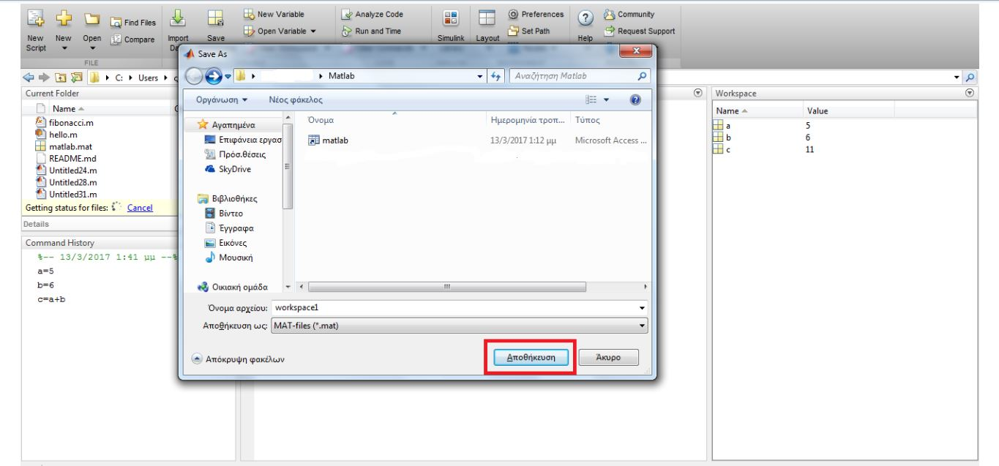 New Variable Analyze Code Preferences Community
Find Files
Open Variable Run and Time Set Path Request Support
New New Open Compare Import Save Simulink Layout Help
Script
FILE
Save As
C: Users
Matlab
Αναζήτηση Matlab
Current Folder
Workspace
Οργάνωση Νέος φάκελος
Name
Name Value
Όνομα Ημερομηνία τροπ... Τύπος
Αγαπημένα
fibonacci.m
a 5
hello.m
Επιφάνεια εργασ
matlab 13/3/2017 1:12 μμ Microsoft Access ...
b 6
matlab.mat
c 11
README.md
Πρόσ.θέσεις
Untitled24.m
SkyDrive
Untitled28.m
Untitled31.m
Βιβλιοθήκες
Getting status for files: Cancel
Βίντεο
Details
Έγγραφα
Command History
Εικόνες
%-- 13/3/2017 1:41 μμ --%
Μουσική
a=5
b=6
Οικιακή ομάδα
c=a+b
Όνομα αρχείου: workspace1
Αποθήκευση ως: MAT-files (*.mat)
Απόκρυψη φακέλων
Αποθήκευση Άκυρο